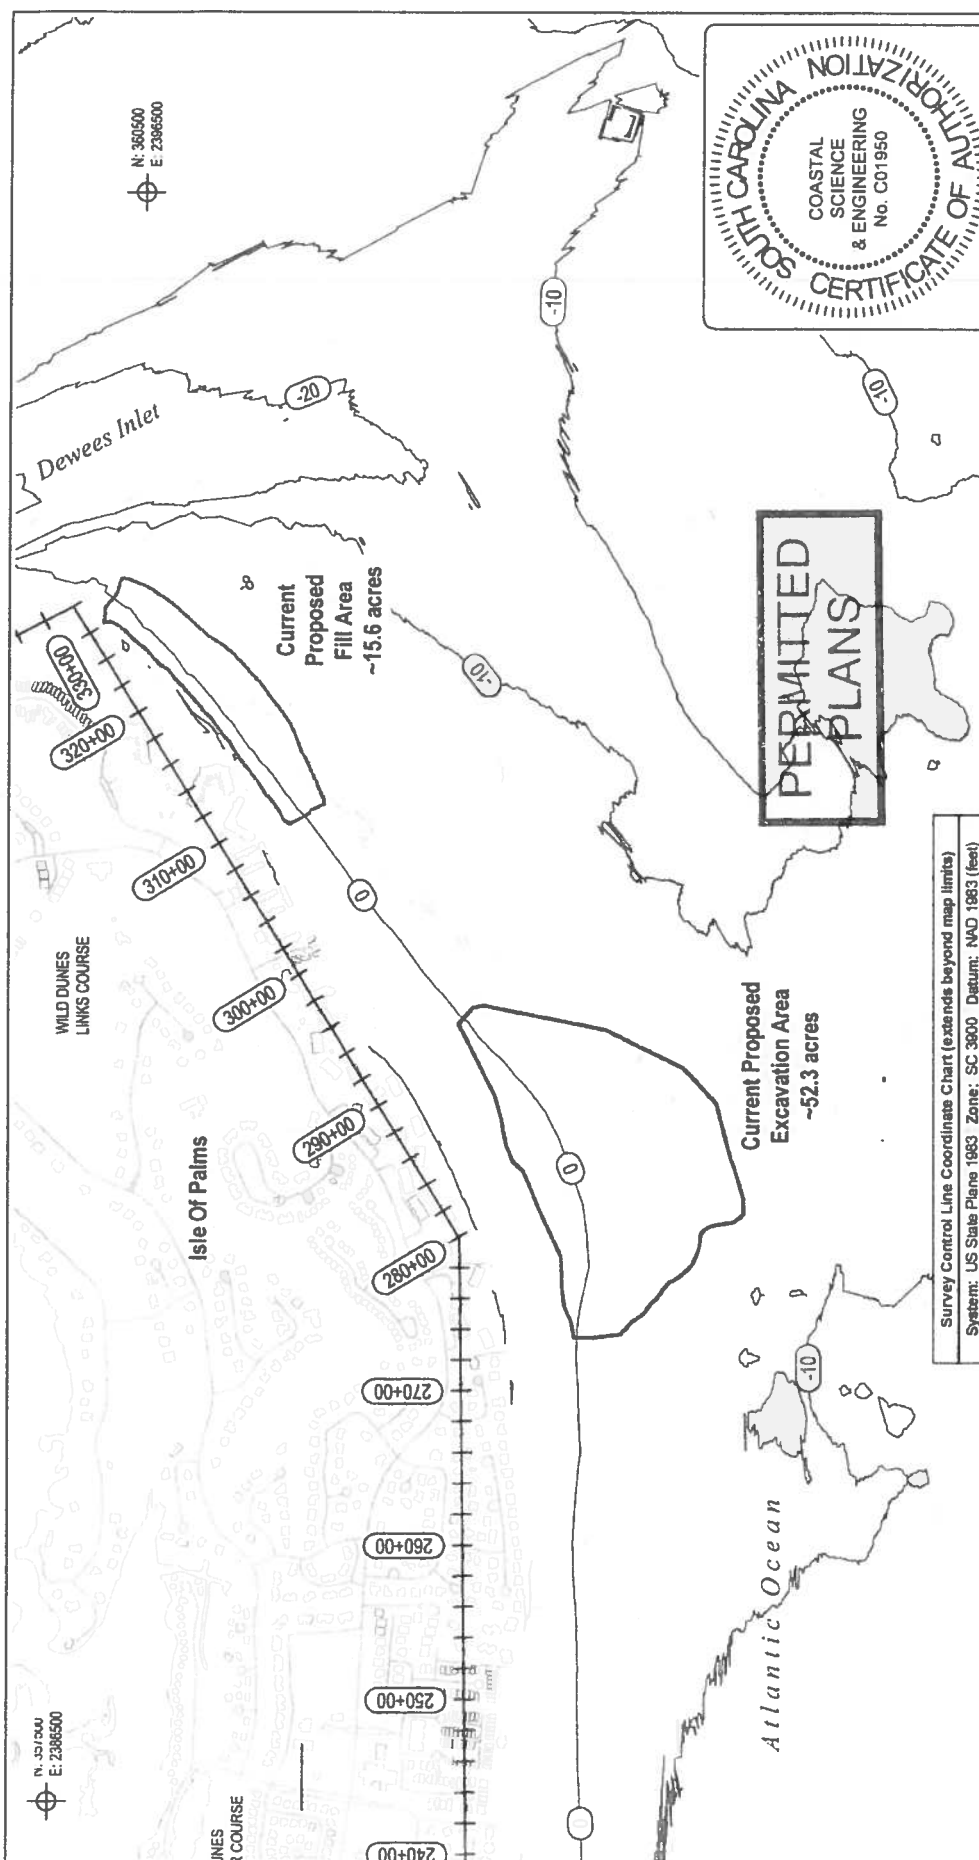 N: 360500
E: 2396500
SOUTH CAROLINA
CERTIFICATE OF AUTHORIZATION
COASTAL
SCIENCE
& ENGINEERING
No. C01950
Dewees Inlet
-20
-10
-10
-10
Current
Proposed
Fill Area
~15.6 acres
PERMITTED
PLANS
330+00
320+00
310+00
300+00
290+00
280+00
270+00
260+00
250+00
240+00
0
0
0
WILD DUNES
LINKS COURSE
Isle Of Palms
Current Proposed
Excavation Area
~52.3 acres
Survey Control Line Coordinate Chart (extends beyond map limits)
System: US State Plane 1983 Zone: SC 3900 Datum: NAD 1983 (feet)
-10
Atlantic Ocean
E: 2386500
COURSE